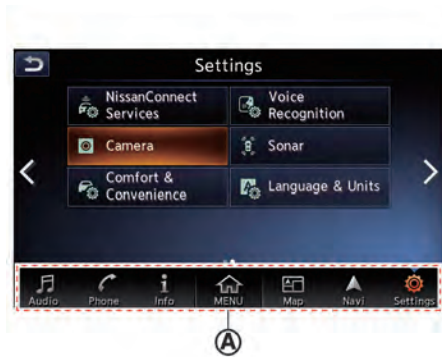 Settings
NissanConnect
Services
Voice
Recognition
Camera
Sonar
Comfort &
Convenience
Language & Units
Audio
Phone
Info
MENU
Map
Navi
Settings
A